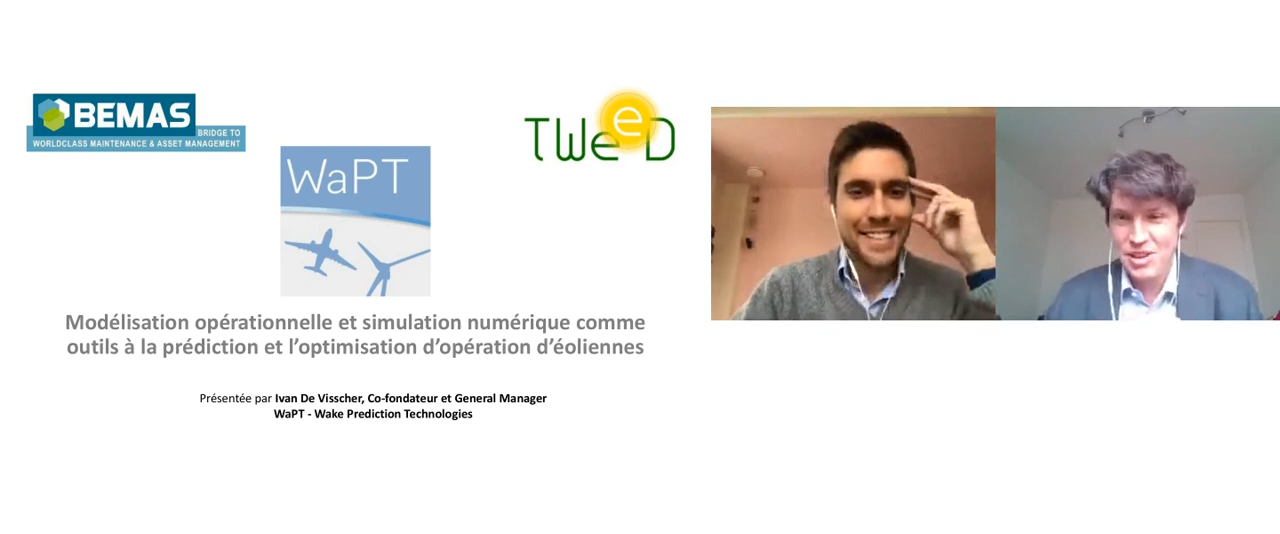 BEMAS
BRIDGE TO
WORLDCLASS MAINTENANCE & ASSET MANAGEMENT
TWeeD
WaPT
Modélisation opérationnelle et simulation numérique comme
outils à la prédiction et l’optimisation d’opération d’éoliennes
Présentée par Ivan De Visscher, Co-fondateur et General Manager
WaPT - Wake Prediction Technologies